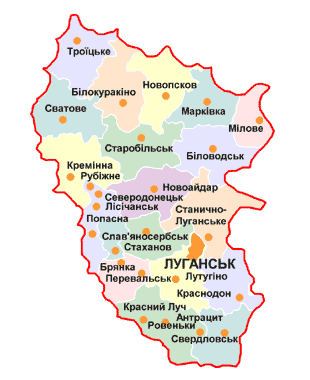 Троїцьке
Білокуракіно
Новопсков
Сватове
Марківка
Мілове
Старобільськ
Біловодськ
Кремінна
Рубіжне
Новоайдар
Северодонецьк
Лісічанськ
Станично-
Луганське
Попасна
Слав'яносербськ
Стаханов
ЛУГАНСЬК
Брянка
Перевальськ
Лутугіно
Краснодон
Красний Луч
Антрацит
Ровеньки
Свердловськ